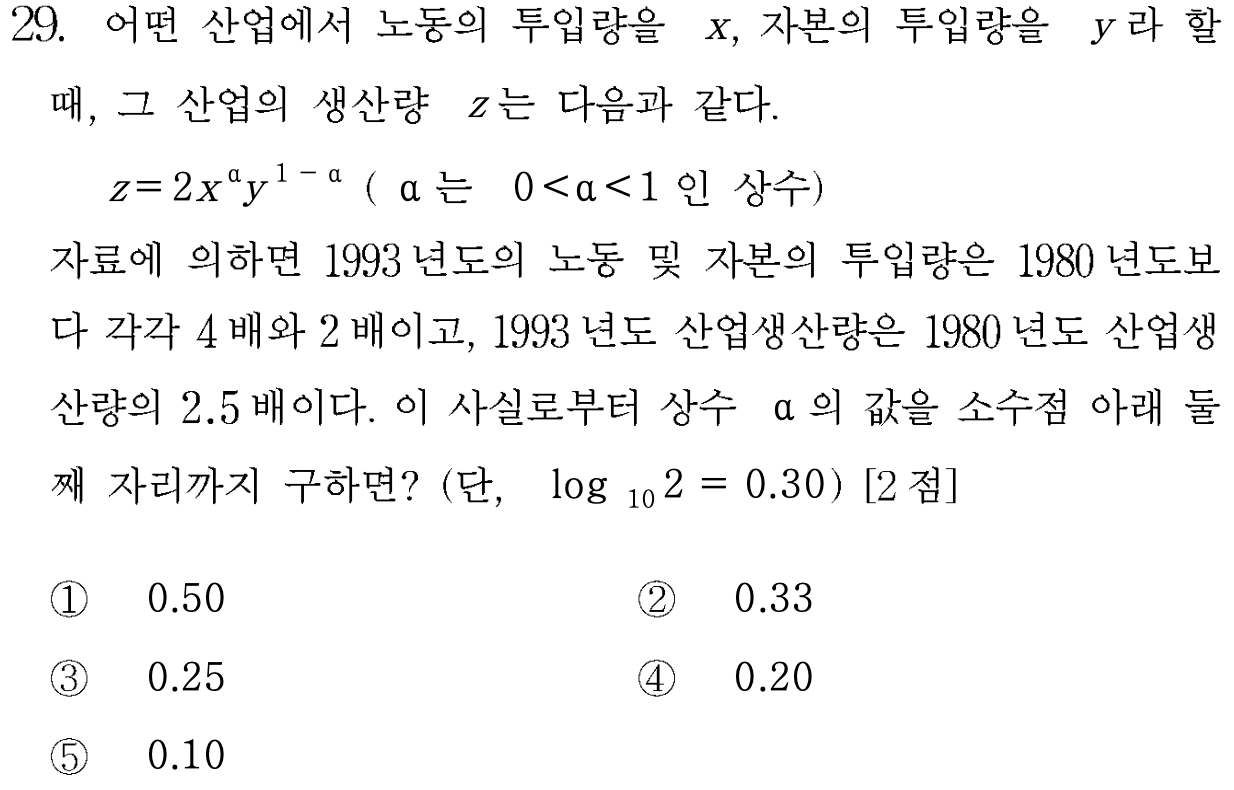 29. 어떤 산업에서 노동의 투입량을 x, 자본의 투입량을 y라 할
때, 그 산업의 생산량 z는 다음과 같다.
z=2x^α y^{1-α} ( α는 0<α<1 인 상수)
자료에 의하면 1993년도의 노동 및 자본의 투입량은 1980년도보
다 각각 4배와 2배이고, 1993년도 산업생산량은 1980년도 산업생
산량의 2.5배이다. 이 사실로부터 상수 α의 값을 소수점 아래 둘
째 자리까지 구하면? (단, log ₁₀ 2 = 0.30) [2점]
① 0.50 ② 0.33
③ 0.25 ④ 0.20
⑤ 0.10